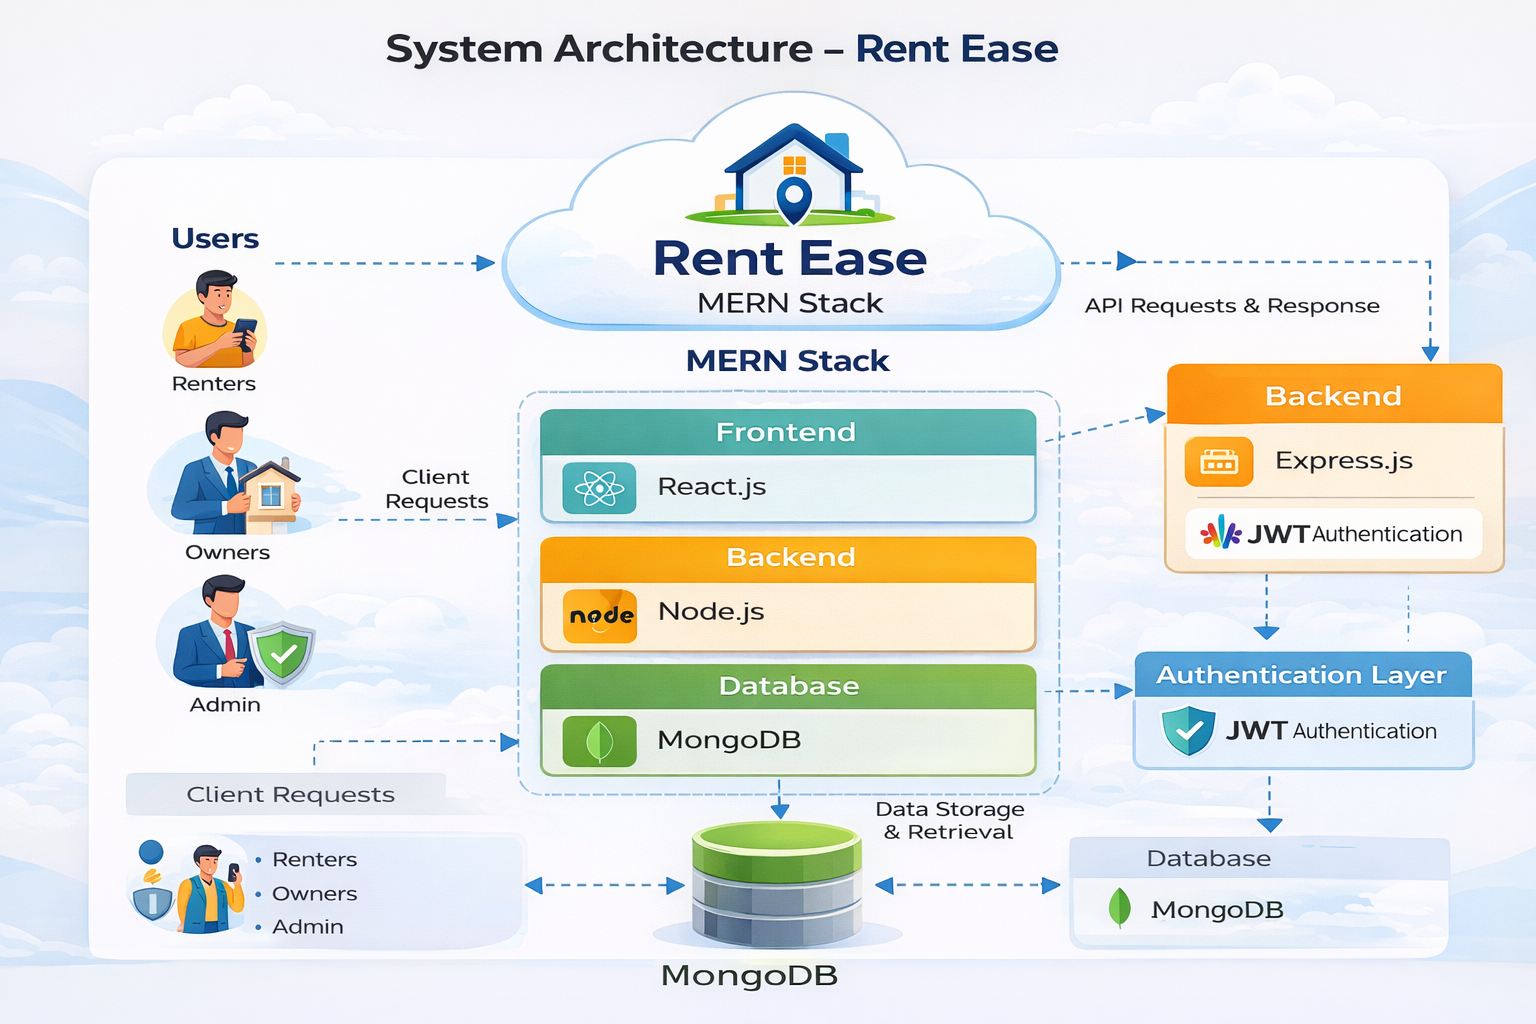 System Architecture – Rent Ease
Rent Ease
MERN Stack
Users
Renters
Owners
Admin
Client
Requests
API Requests & Response
MERN Stack
Frontend
React.js
Backend
node
Node.js
Database
MongoDB
Backend
Express.js
JWT Authentication
Authentication Layer
JWT Authentication
Client Requests
• Renters
• Owners
• Admin
Data Storage
& Retrieval
MongoDB
Database
MongoDB